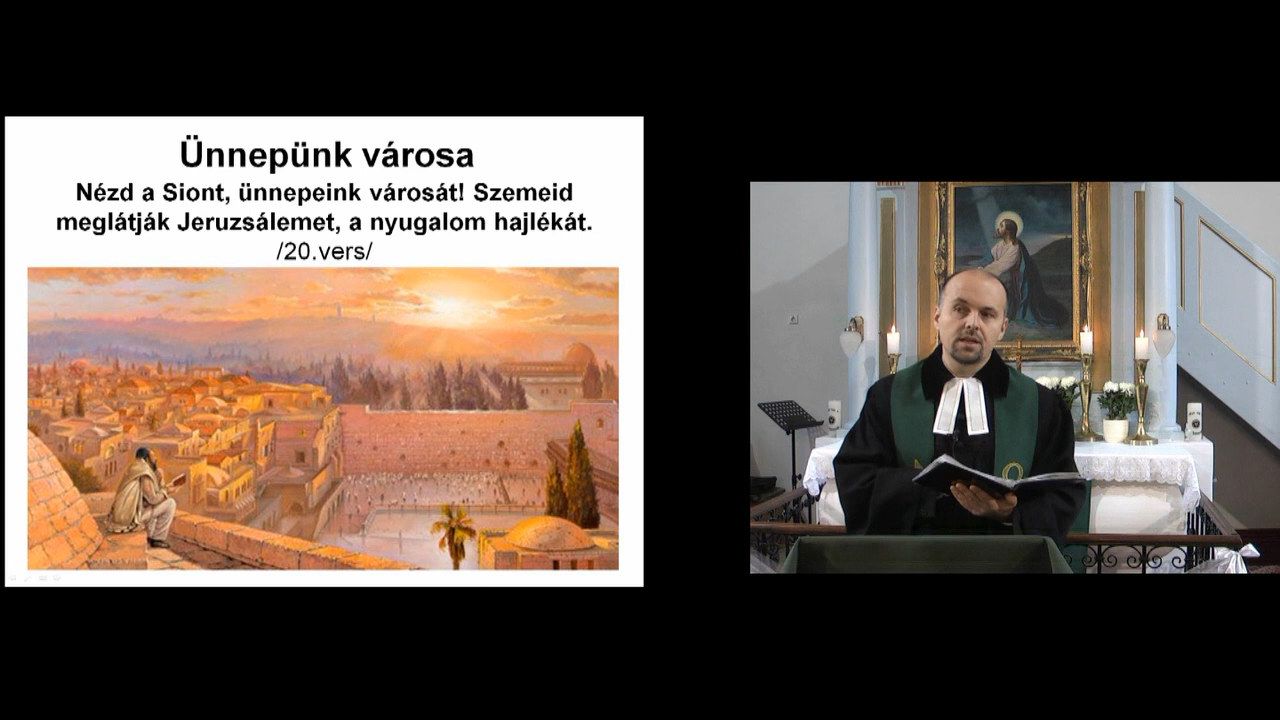 Ünnepünk városa
Nézd a Siont, ünnepeink városát! Szemeid
meglátják Jeruzsálemet, a nyugalom hajlékát.
/20.vers/